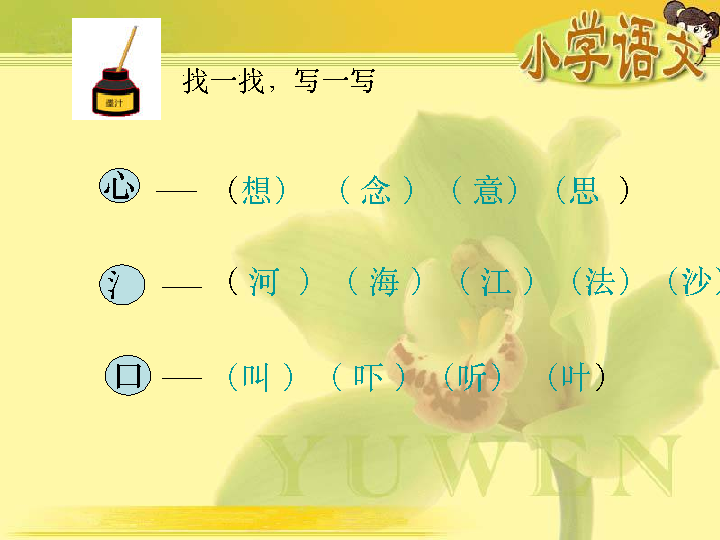 小学语文
墨汁
找一找，写一写
心 —— （想） （ 念 ） （ 意） （思 ）
氵 —— （ 河 ） （ 海 ） （ 江 ） （法） （沙）
口 —— （叫 ） （ 吓 ） （听） （叶）
YUWEN